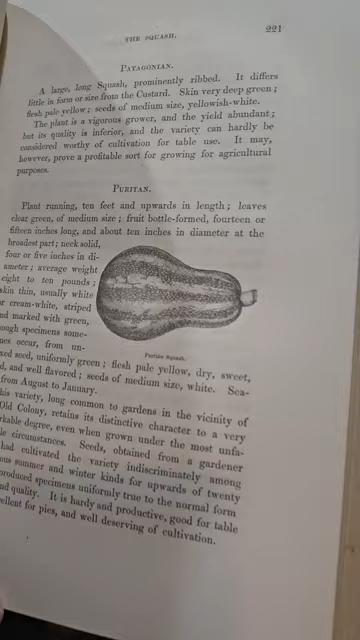 THE SQUASH. 221
PATAGONIAN.
A large, long Squash, prominently ribbed. It differs
little in form or size from the Custard. Skin very deep green;
flesh pale yellow; seeds of medium size, yellowish-white.
The plant is a vigorous grower, and the yield abundant;
but its quality is inferior, and the variety can hardly be
considered worthy of cultivation for table use. It may,
however, prove a profitable sort for growing for agricultural
purposes.
PURITAN.
Plant running, ten feet and upwards in length; leaves
clear green, of medium size; fruit bottle-formed, fourteen or
fifteen inches long, and about ten inches in diameter at the
broadest part; neck solid,
four or five inches in di-
ameter; average weight
eight to ten pounds;
skin thin, usually white
or cream-white, striped
and marked with green,
though specimens some-
times occur, from un-
Puritan Squash.
mixed seed, uniformly green; flesh pale yellow, dry, sweet,
and well flavored; seeds of medium size, white. Sea-
from August to January.
This variety, long common to gardens in the vicinity of
Old Colony, retains its distinctive character to a very
remarkable degree, even when grown under the most unfa-
circumstances. Seeds, obtained from a gardener
had cultivated the variety indiscriminately among
summer and winter kinds for upwards of twenty
produced specimens uniformly true to the normal form
and quality. It is hardy and productive, good for table
excellent for pies, and well deserving of cultivation.